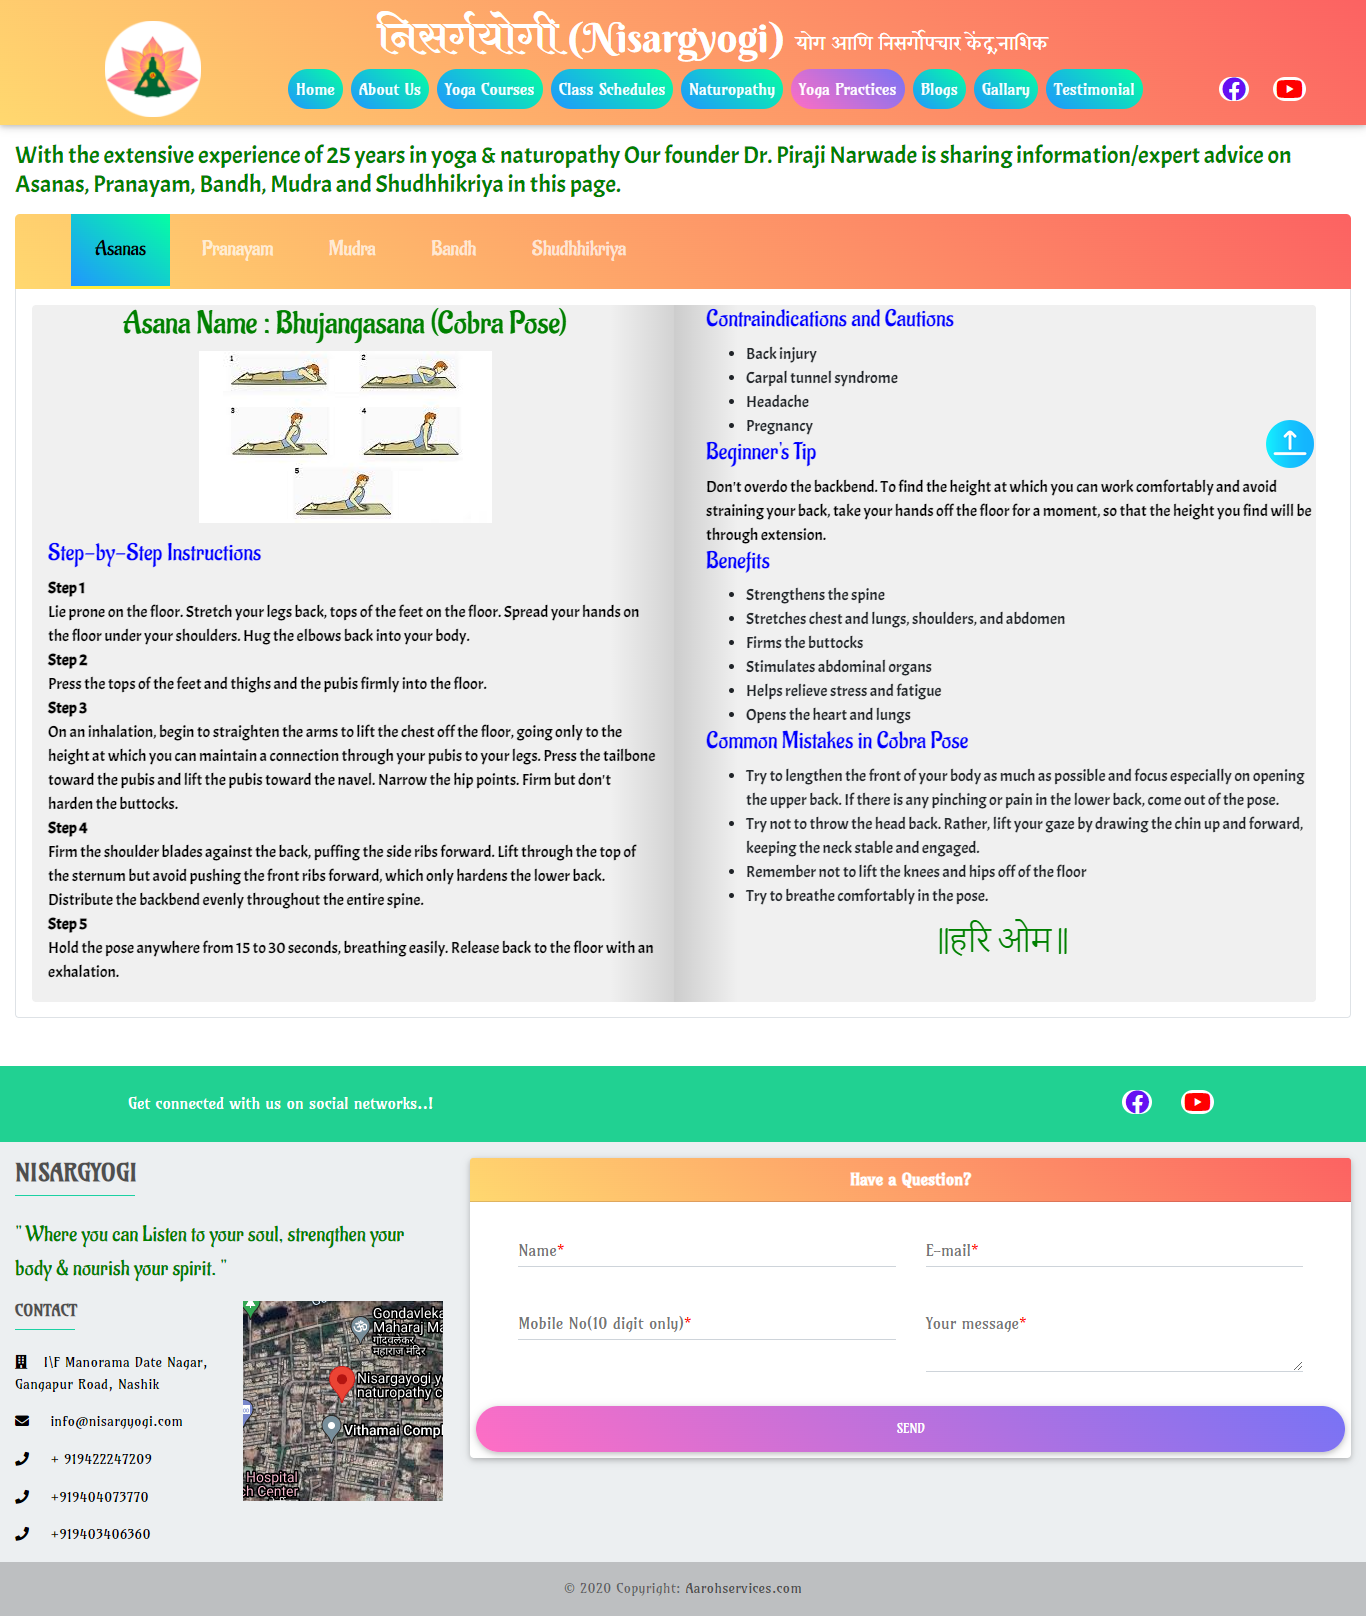 निसर्गयोगी (Nisargyogi) योग आणि निसर्गोपचार केंद्र,नाशिक
Home About Us Yoga Courses Class Schedules Naturopathy Yoga Practices Blogs Gallary Testimonial
With the extensive experience of 25 years in yoga & naturopathy Our founder Dr. Piraji Narwade is sharing information/expert advice on
Asanas, Pranayam, Bandh, Mudra and Shudhhikriya in this page.
Asanas Pranayam Mudra Bandh Shudhhikriya
Asana Name : Bhujangasana (Cobra Pose)
1 2
3 4
5
Step-by-Step Instructions
Step 1
Lie prone on the floor. Stretch your legs back, tops of the feet on the floor. Spread your hands on
the floor under your shoulders. Hug the elbows back into your body.
Step 2
Press the tops of the feet and thighs and the pubis firmly into the floor.
Step 3
On an inhalation, begin to straighten the arms to lift the chest off the floor, going only to the
height at which you can maintain a connection through your pubis to your legs. Press the tailbone
toward the pubis and lift the pubis toward the navel. Narrow the hip points. Firm but don't
harden the buttocks.
Step 4
Firm the shoulder blades against the back, puffing the side ribs forward. Lift through the top of
the sternum but avoid pushing the front ribs forward, which only hardens the lower back.
Distribute the backbend evenly throughout the entire spine.
Step 5
Hold the pose anywhere from 15 to 30 seconds, breathing easily. Release back to the floor with an
exhalation.
Contraindications and Cautions
Back injury
Carpal tunnel syndrome
Headache
Pregnancy
Beginner's Tip
Don't overdo the backbend. To find the height at which you can work comfortably and avoid
straining your back, take your hands off the floor for a moment, so that the height you find will be
through extension.
Benefits
Strengthens the spine
Stretches chest and lungs, shoulders, and abdomen
Firms the buttocks
Stimulates abdominal organs
Helps relieve stress and fatigue
Opens the heart and lungs
Common Mistakes in Cobra Pose
Try to lengthen the front of your body as much as possible and focus especially on opening
the upper back. If there is any pinching or pain in the lower back, come out of the pose.
Try not to throw the head back. Rather, lift your gaze by drawing the chin up and forward,
keeping the neck stable and engaged.
Remember not to lift the knees and hips off of the floor
Try to breathe comfortably in the pose.
||हरि ओम ||
Get connected with us on social networks..!
NISARGYOGI
" Where you can Listen to your soul, strengthen your
body & nourish your spirit. "
CONTACT
1\F Manorama Date Nagar,
Gangapur Road, Nashik
info@nisargyogi.com
+ 919422247209
+919404073770
+919403406360
Gondavleka
Maharaj Ma
गोंदवलेकर
महाराज मंदिर
Nisargayogi y
naturopathy c
Vithamai Compl
Hospital
ch Center
Have a Question?
Name* E-mail*
Mobile No(10 digit only)* Your message*
SEND
© 2020 Copyright: Aarohservices.com